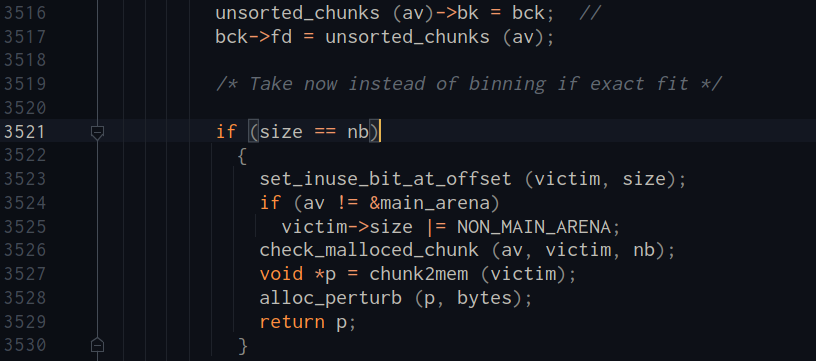 3516 unsorted_chunks (av)->bk = bck; //
3517 bck->fd = unsorted_chunks (av);
3518
3519 /* Take now instead of binning if exact fit */
3520
3521 if (size == nb)
3522 {
3523 set_inuse_bit_at_offset (victim, size);
3524 if (av != &main_arena)
3525 victim->size |= NON_MAIN_ARENA;
3526 check_malloced_chunk (av, victim, nb);
3527 void *p = chunk2mem (victim);
3528 alloc_perturb (p, bytes);
3529 return p;
3530 }